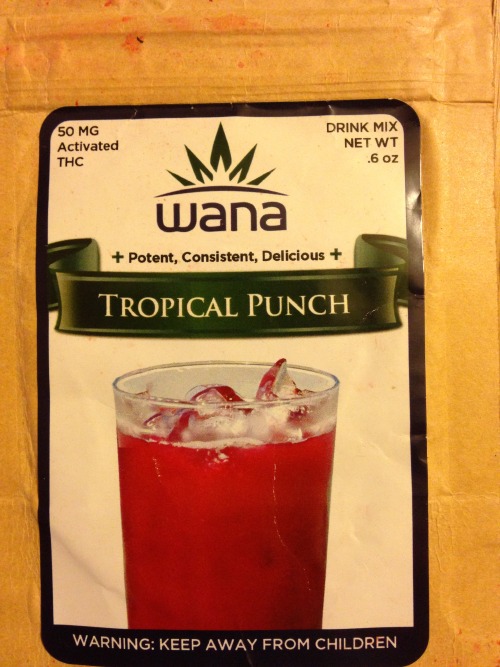 50 MG
Activated
THC
DRINK MIX
NET WT
.6 oz
wana
+ Potent, Consistent, Delicious +
TROPICAL PUNCH
WARNING: KEEP AWAY FROM CHILDREN